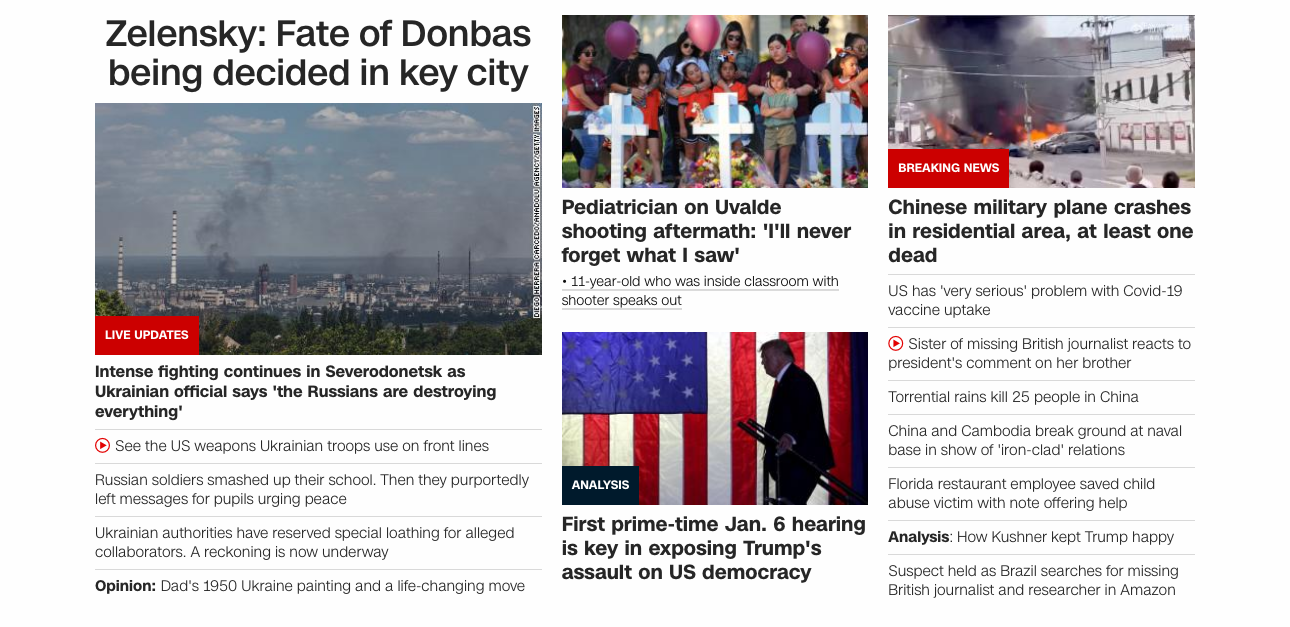 Zelensky: Fate of Donbas
being decided in key city
DIEGO HERRERA CARCEDO/ANADOLU AGENCY/GETTY IMAGES
LIVE UPDATES
Intense fighting continues in Severodonetsk as
Ukrainian official says 'the Russians are destroying
everything'
See the US weapons Ukrainian troops use on front lines
Russian soldiers smashed up their school. Then they purportedly
left messages for pupils urging peace
Ukrainian authorities have reserved special loathing for alleged
collaborators. A reckoning is now underway
Opinion: Dad's 1950 Ukraine painting and a life-changing move
Pediatrician on Uvalde
shooting aftermath: 'I'll never
forget what I saw'
• 11-year-old who was inside classroom with
shooter speaks out
ANALYSIS
First prime-time Jan. 6 hearing
is key in exposing Trump's
assault on US democracy
BREAKING NEWS
Chinese military plane crashes
in residential area, at least one
dead
US has 'very serious' problem with Covid-19
vaccine uptake
Sister of missing British journalist reacts to
president's comment on her brother
Torrential rains kill 25 people in China
China and Cambodia break ground at naval
base in show of 'iron-clad' relations
Florida restaurant employee saved child
abuse victim with note offering help
Analysis: How Kushner kept Trump happy
Suspect held as Brazil searches for missing
British journalist and researcher in Amazon